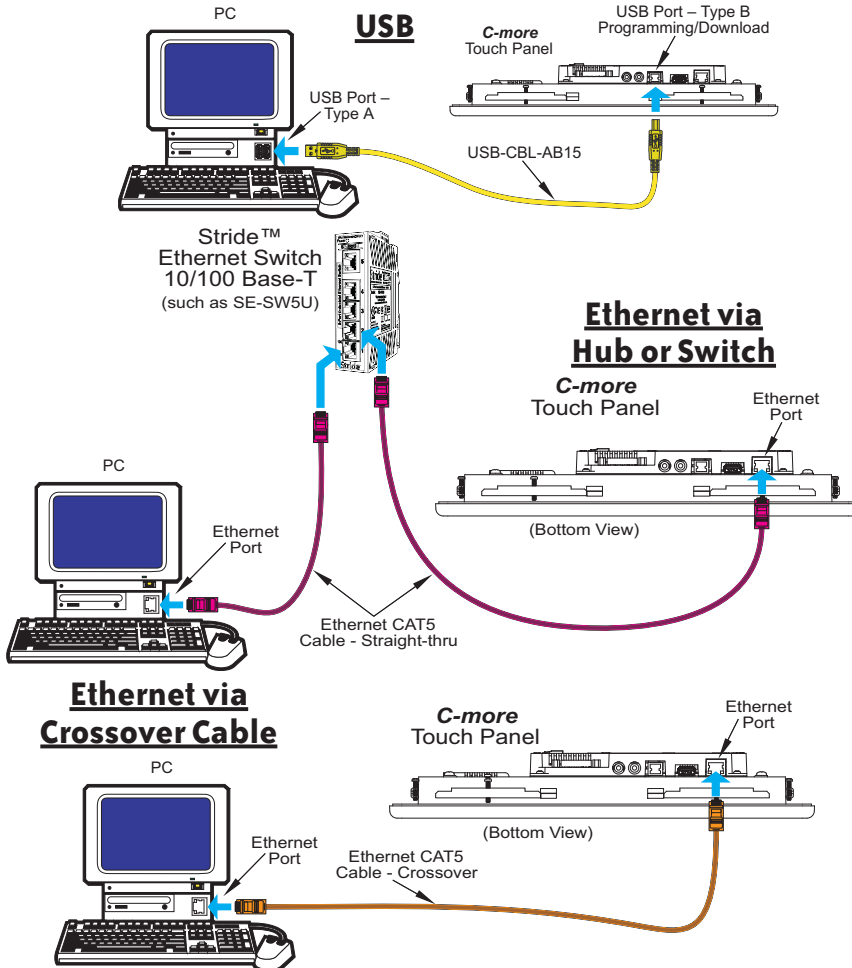 PC
USB
C-more
Touch Panel
USB Port – Type B
Programming/Download
USB Port –
Type A
USB-CBL-AB15
Stride™
Ethernet Switch
10/100 Base-T
(such as SE-SW5U)
Ethernet via
Hub or Switch
C-more
Touch Panel
Ethernet
Port
PC
(Bottom View)
Ethernet
Port
Ethernet CAT5
Cable - Straight-thru
Ethernet via
Crossover Cable
C-more
Touch Panel
Ethernet
Port
PC
(Bottom View)
Ethernet
Port
Ethernet CAT5
Cable - Crossover